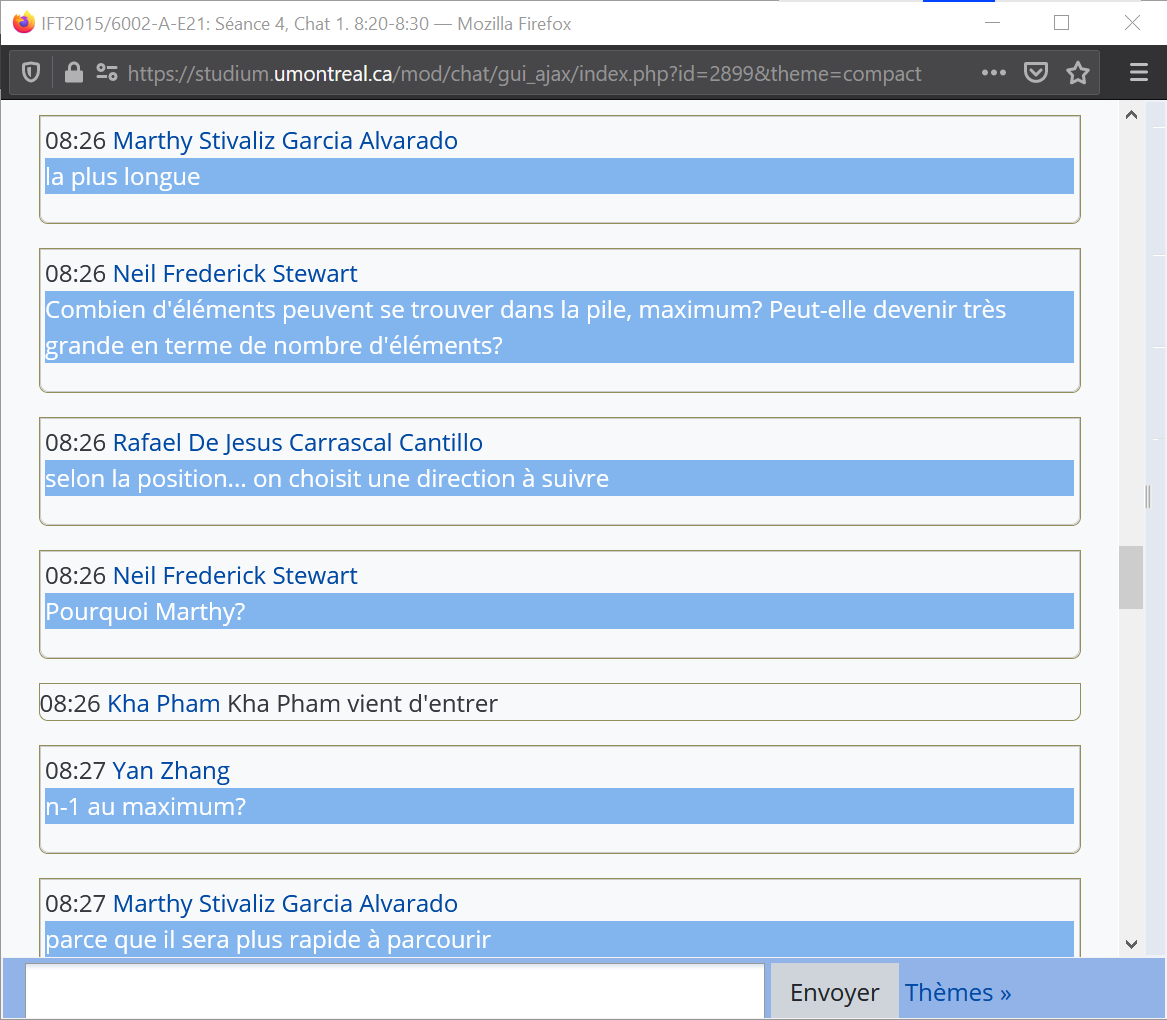 IFT2015/6002-A-E21: Séance 4, Chat 1. 8:20-8:30 — Mozilla Firefox
https://studium.umontreal.ca/mod/chat/gui_ajax/index.php?id=2899&theme=compact
08:26 Marthy Stivaliz Garcia Alvarado
la plus longue
08:26 Neil Frederick Stewart
Combien d'éléments peuvent se trouver dans la pile, maximum? Peut-elle devenir très
grande en terme de nombre d'éléments?
08:26 Rafael De Jesus Carrascal Cantillo
selon la position... on choisit une direction à suivre
08:26 Neil Frederick Stewart
Pourquoi Marthy?
08:26 Kha Pham Kha Pham vient d'entrer
08:27 Yan Zhang
n-1 au maximum?
08:27 Marthy Stivaliz Garcia Alvarado
parce que il sera plus rapide à parcourir
Envoyer Thèmes »